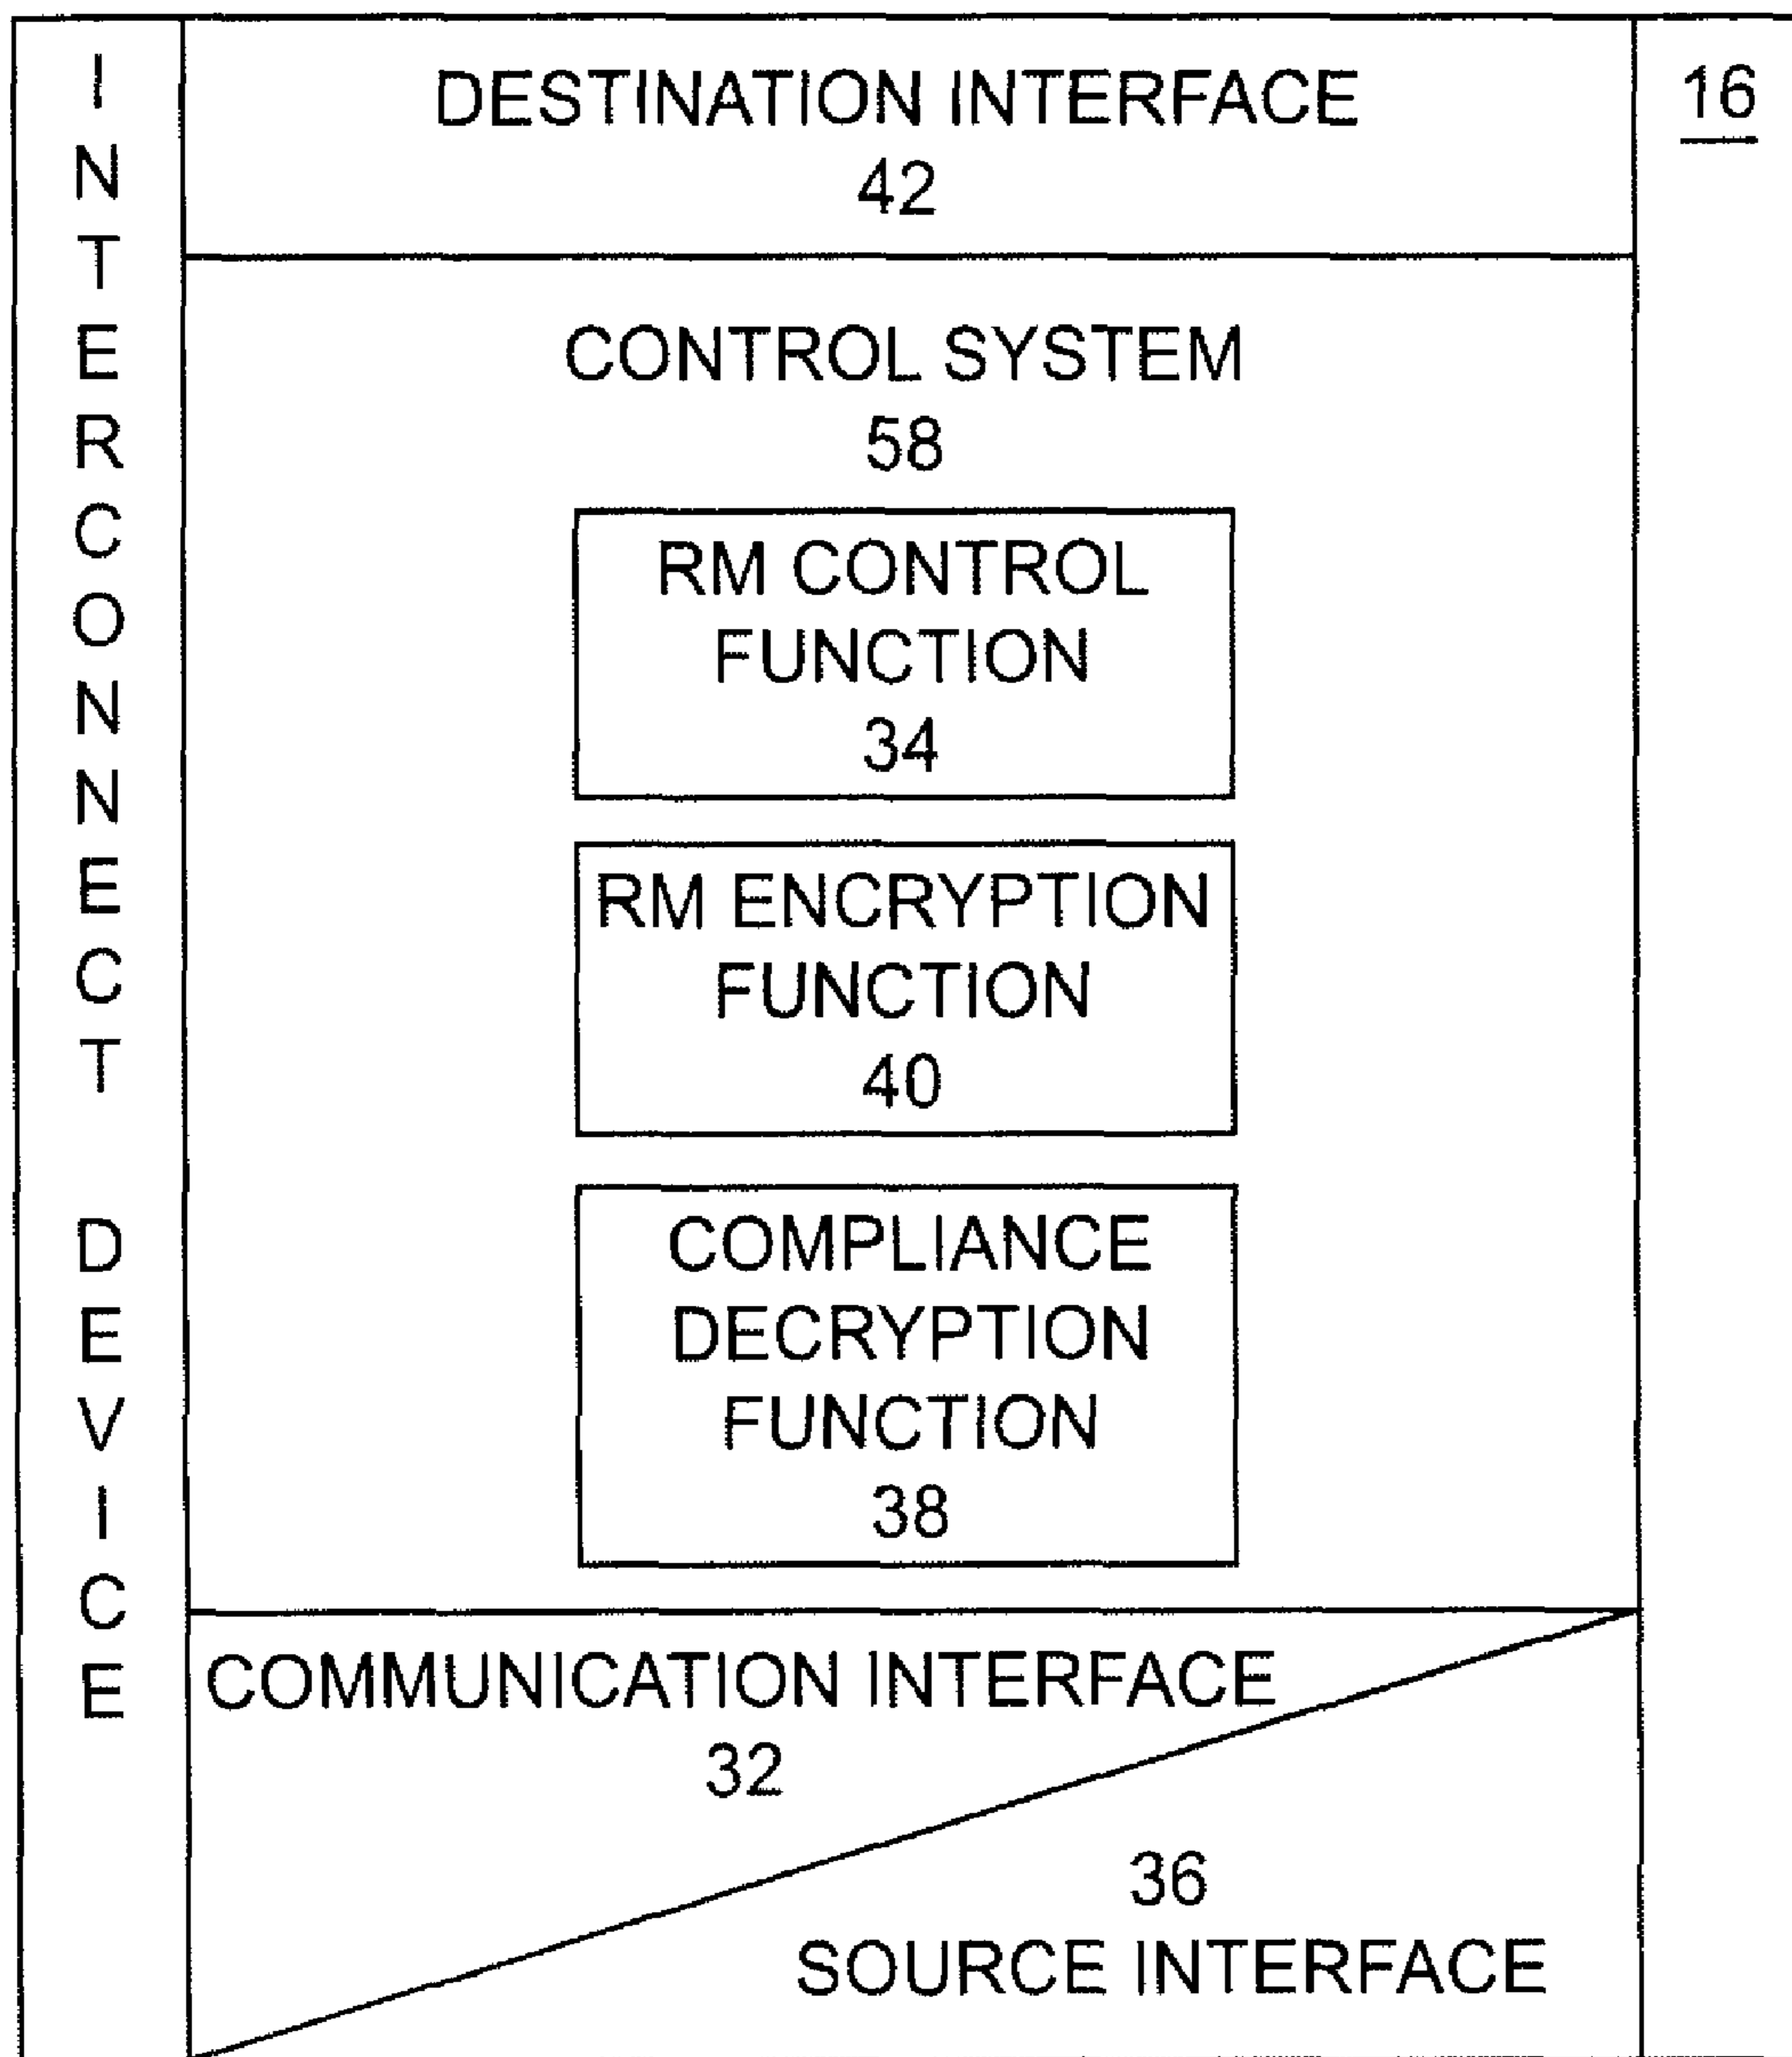 INTERCONNECT DEVICE
DESTINATION INTERFACE
42
16
CONTROL SYSTEM
58
RM CONTROL
FUNCTION
34
RM ENCRYPTION
FUNCTION
40
COMPLIANCE
DECRYPTION
FUNCTION
38
COMMUNICATION INTERFACE
32
36
SOURCE INTERFACE